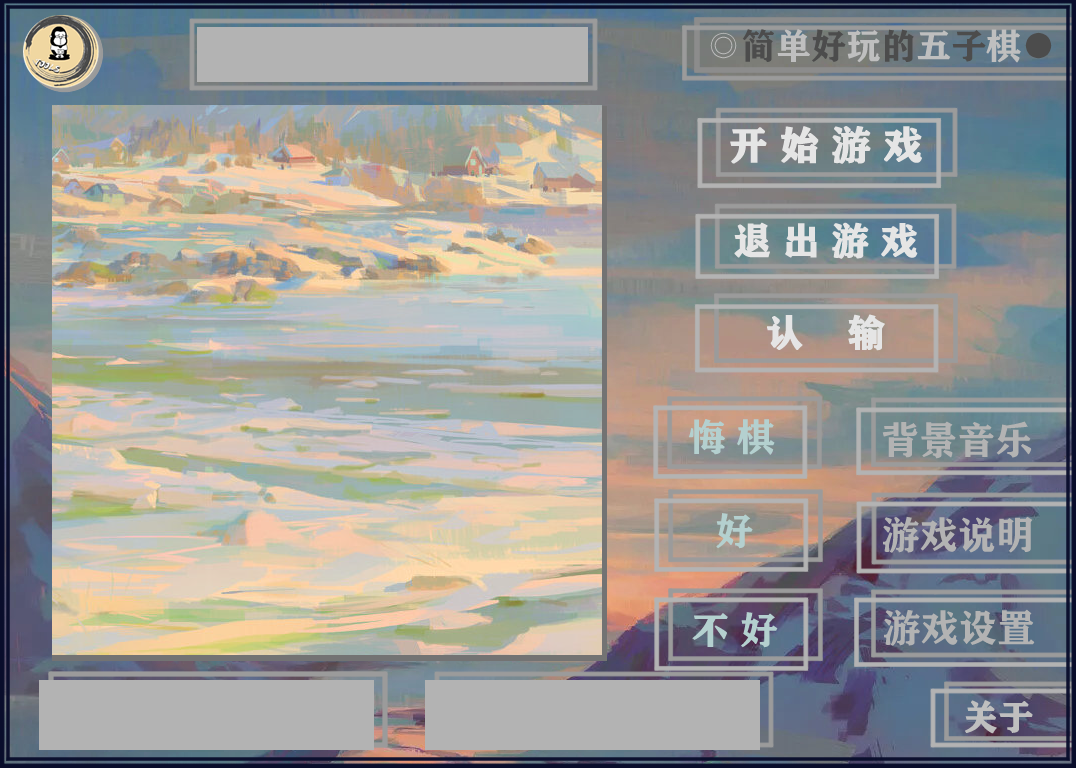 ◎简单好玩的五子棋●
开始游戏
退出游戏
认 输
悔棋
背景音乐
好
游戏说明
不好
游戏设置
关于